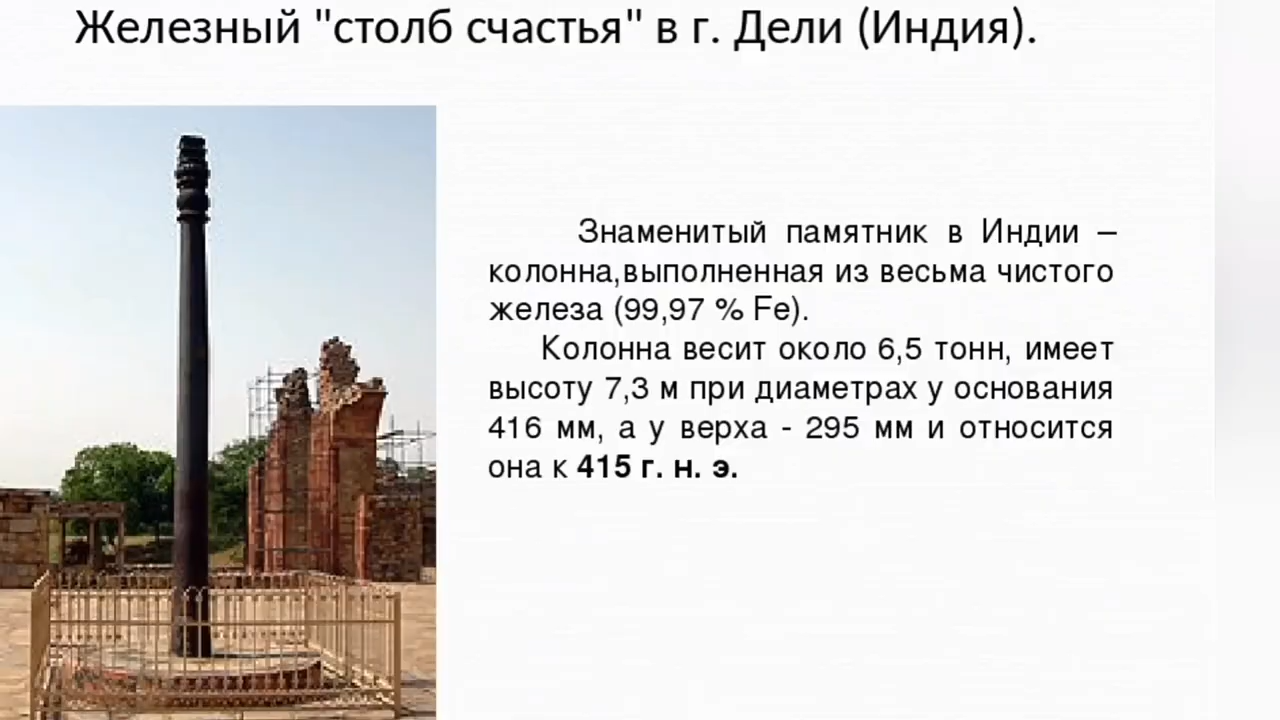 Железный "столб счастья" в г. Дели (Индия).
Знаменитый памятник в Индии –
колонна,выполненная из весьма чистого
железа (99,97 % Fe).
Колонна весит около 6,5 тонн, имеет
высоту 7,3 м при диаметрах у основания
416 мм, а у верха - 295 мм и относится
она к 415 г. н. э.